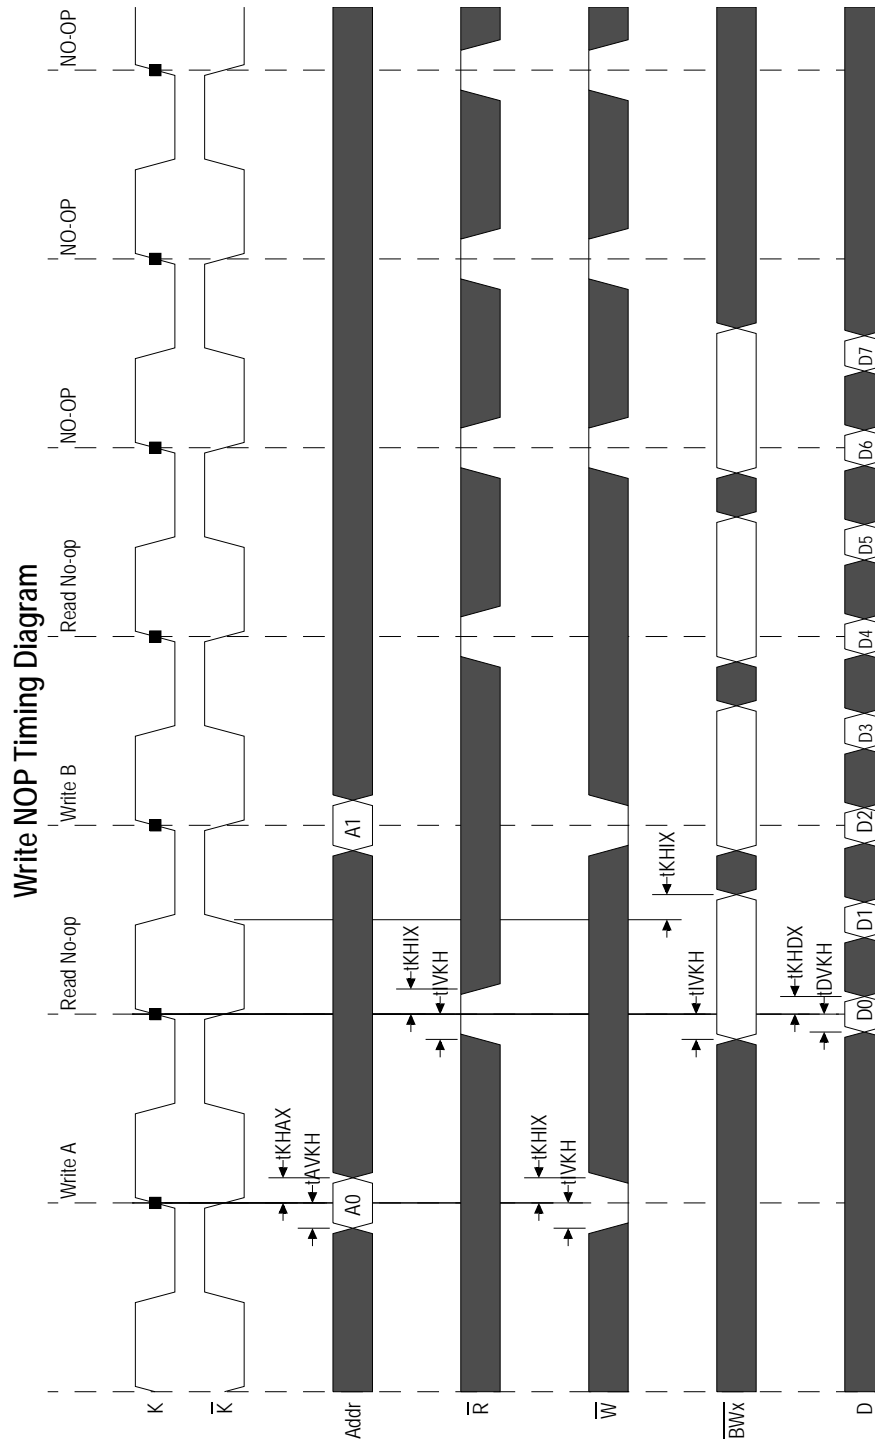 Write NOP Timing Diagram
Write A
Read No-op
Write B
Read No-op
NO-OP
NO-OP
NO-OP
K
K̅
Addr
A0
A1
tKHAX
tAVKH
R̅
tKHIX
tIVKH
W̅
tKHIX
tIVKH
B̅W̅x̅
tIVKH
tKHIX
D
tKHDX
tDVKH
D0
D1
D2
D3
D4
D5
D6
D7